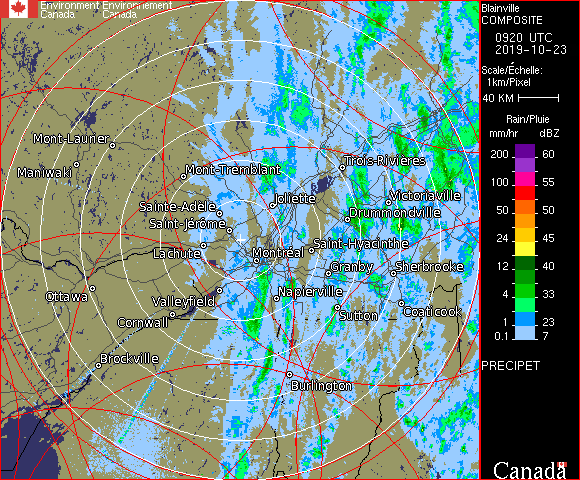 Environment Environnement
Canada Canada
Mont-Laurier
Maniwaki
Mont-Tremblant
Trois-Rivieres
Sainte-Adele
Joliette
Victoriaville
Saint-Jérôme
Drummondville
Lachute
Montréal
Saint-Hyacinthe
Granby
Sherbrooke
Ottawa
Valleyfield
Napierville
Cornwall
Sutton
Coaticook
Brockville
Burlington
Blainville
COMPOSITE
0920 UTC
2019-10-23
Scale/Échelle:
1km/Pixel
40 KM
Rain/Pluie
mm/hr dBZ
200 60
100 55
50 50
24 45
12 40
4 33
1 23
0.1 7
PRECIPET
Canada